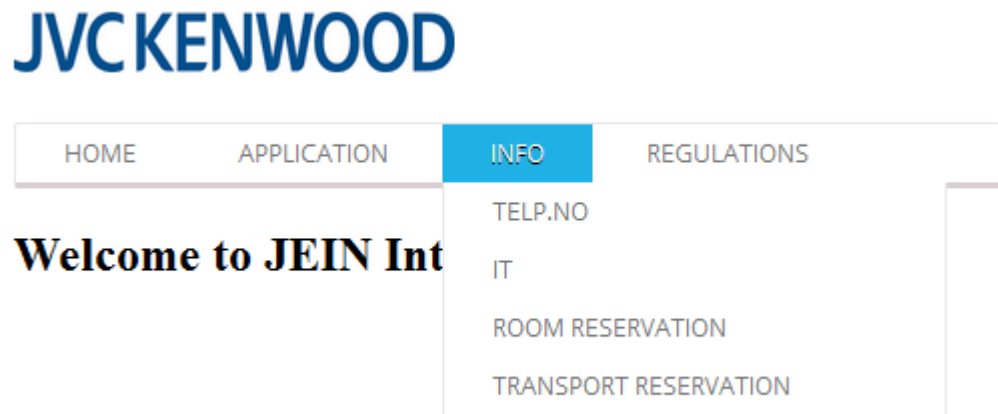 JVCKENWOOD
HOME APPLICATION INFO REGULATIONS
TELP.NO
Welcome to JEIN Int
IT
ROOM RESERVATION
TRANSPORT RESERVATION